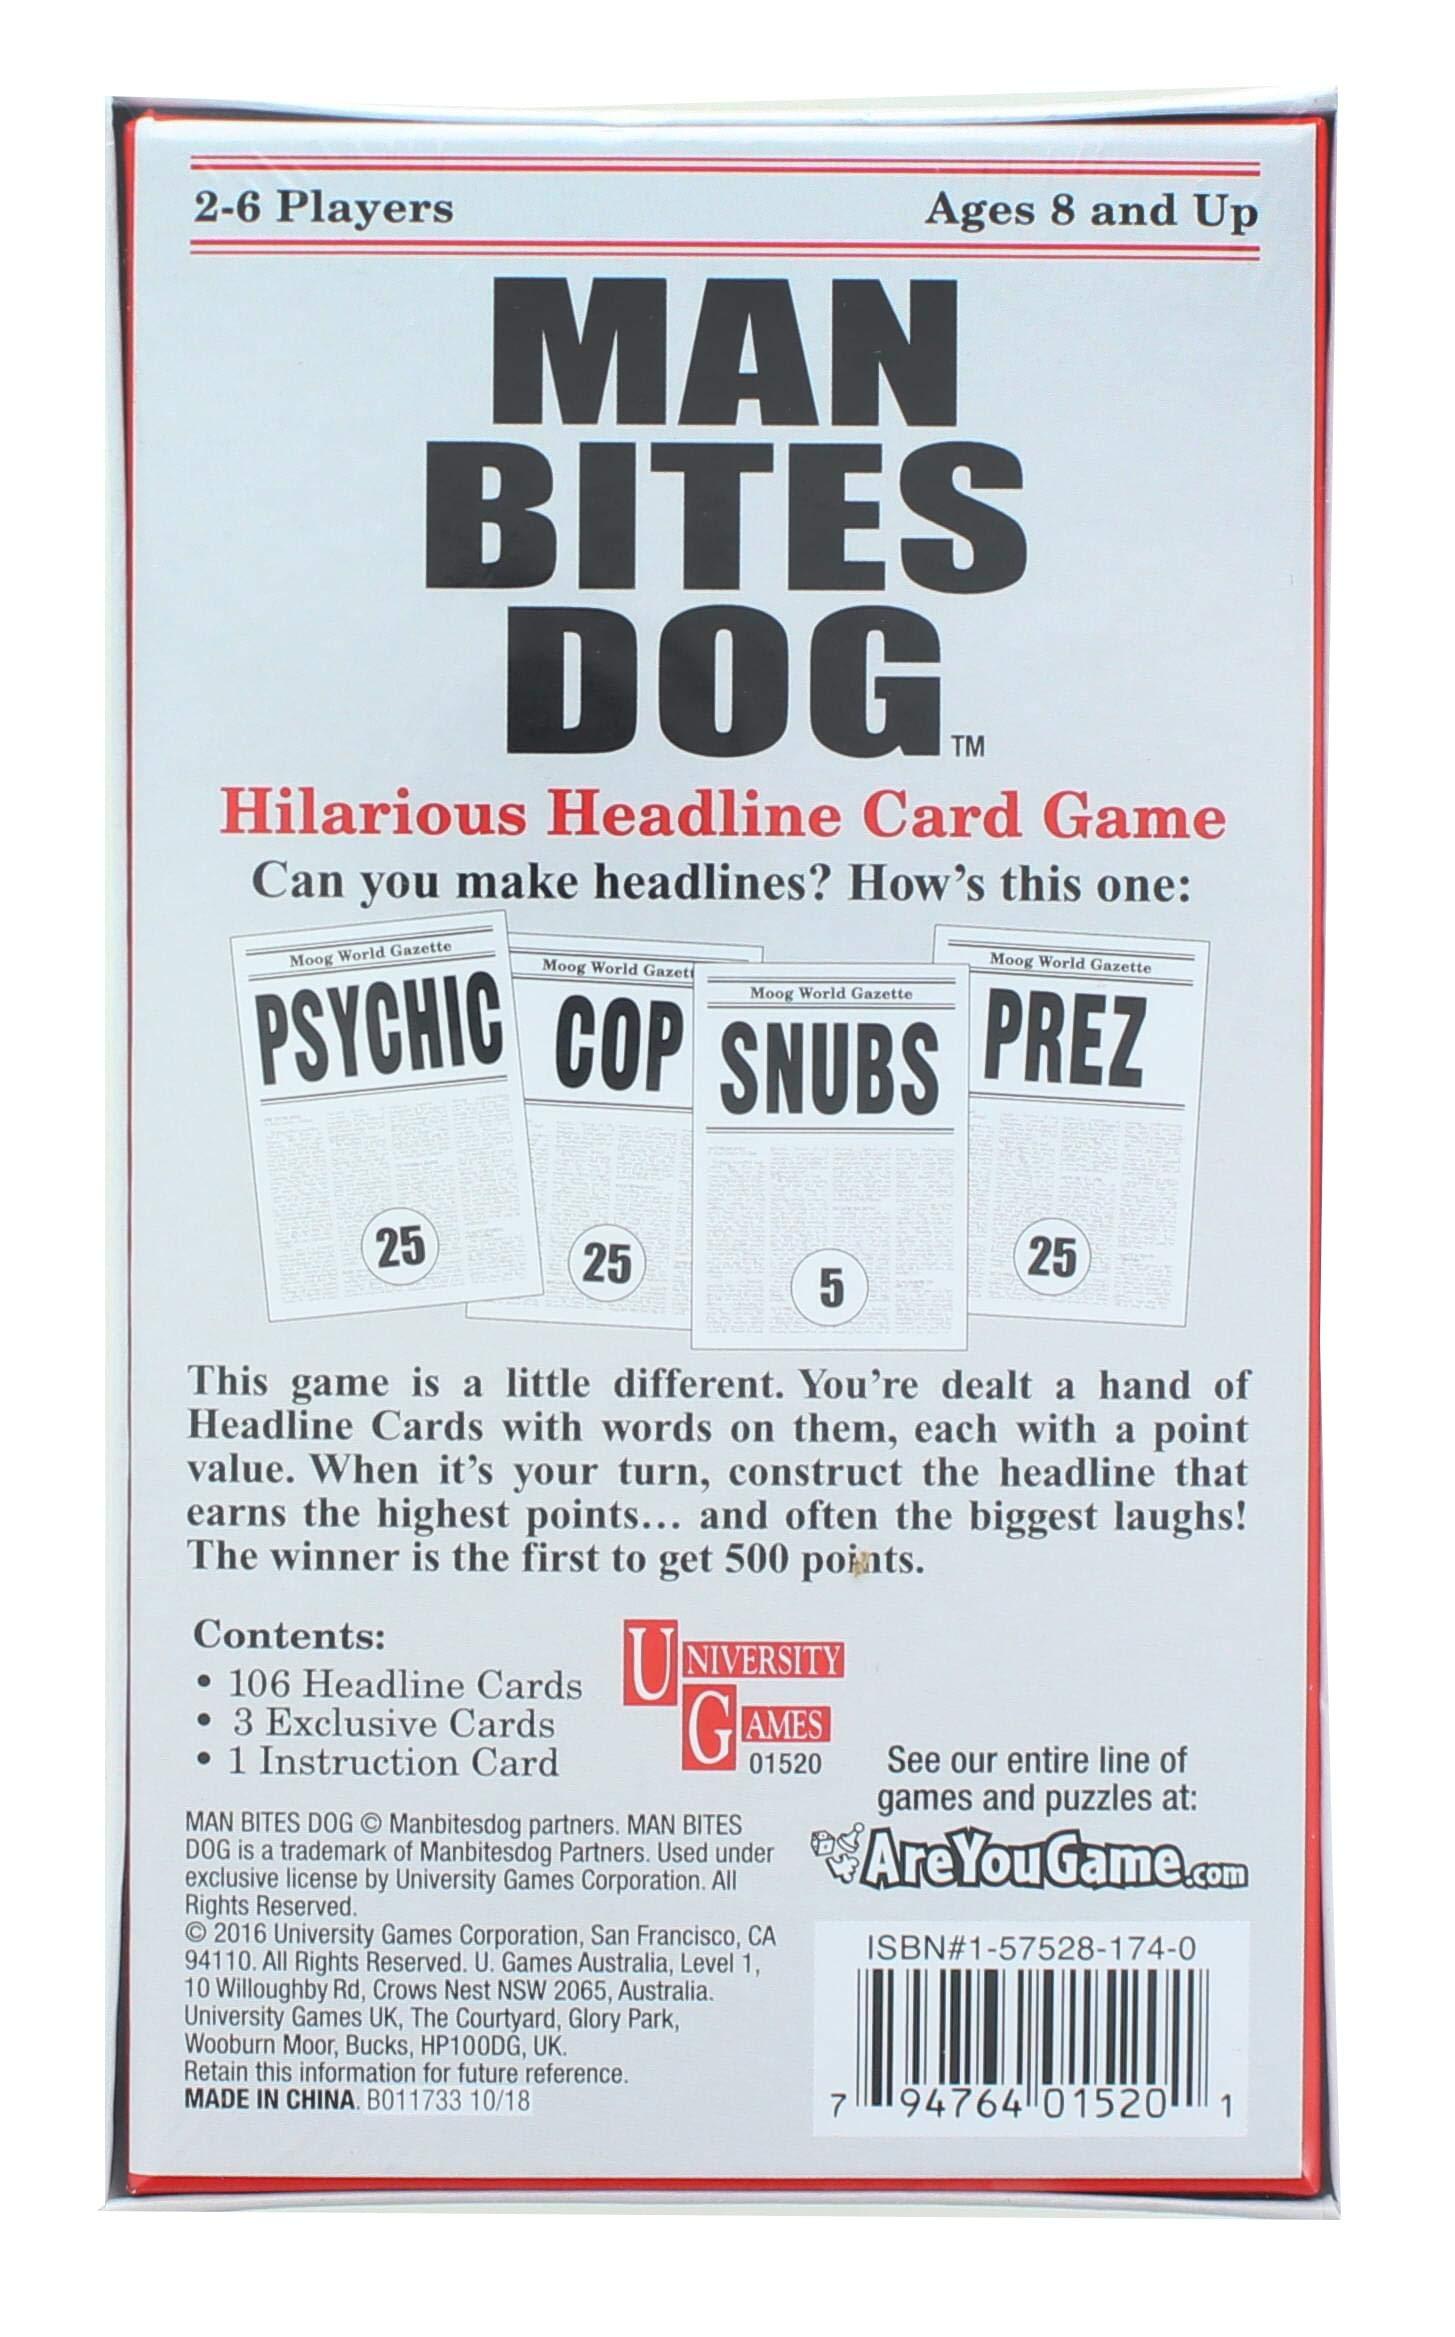 2-6 Players Ages 8 and Up
MAN
BITES
DOG TM
Hilarious Headline Card Game
Can you make headlines? How's this one:
Moog World Gazette
PSYCHIC
25
Moog World Gazett
COP
25
Moog World Gazette
SNUBS
5
Moog World Gazette
PREZ
25
This game is a little different. You're dealt a hand of
Headline Cards with words on them, each with a point
value. When it's your turn, construct the headline that
earns the highest points... and often the biggest laughs!
The winner is the first to get 500 points.
Contents:
• 106 Headline Cards
• 3 Exclusive Cards
• 1 Instruction Card
UNIVERSITY
GAMES
01520
MAN BITES DOG © Manbitesdog partners. MAN BITES
DOG is a trademark of Manbitesdog Partners. Used under
exclusive license by University Games Corporation. All
Rights Reserved.
© 2016 University Games Corporation, San Francisco, CA
94110. All Rights Reserved. U. Games Australia, Level 1,
10 Willoughby Rd, Crows Nest NSW 2065, Australia.
University Games UK, The Courtyard, Glory Park,
Wooburn Moor, Bucks, HP100DG, UK.
Retain this information for future reference.
MADE IN CHINA. B011733 10/18
See our entire line of
games and puzzles at:
AreYouGame.com
ISBN#1-57528-174-0
7 94764 01520 1